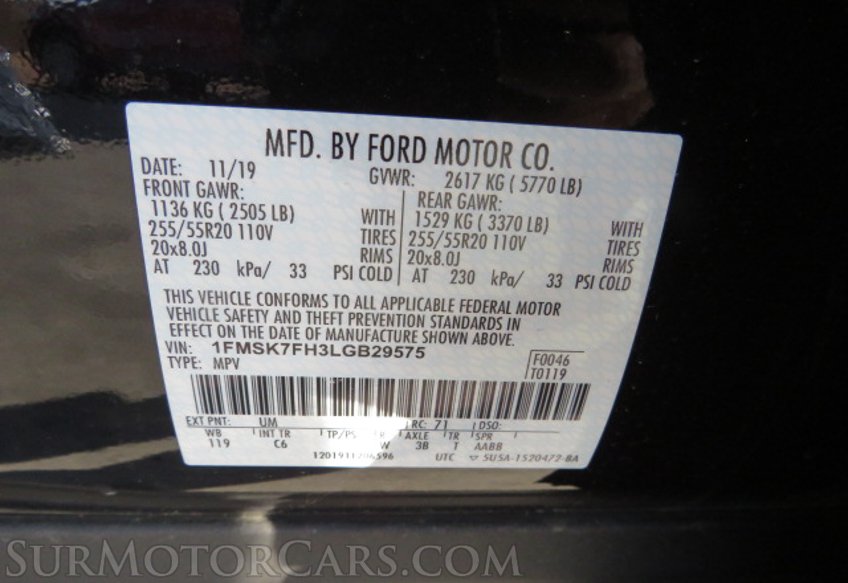 MFD. BY FORD MOTOR CO.
DATE: 11/19 GVWR: 2617 KG ( 5770 LB)
FRONT GAWR: REAR GAWR:
1136 KG ( 2505 LB) WITH 1529 KG ( 3370 LB) WITH
255/55R20 110V TIRES 255/55R20 110V TIRES
20x8.0J RIMS 20x8.0J RIMS
AT 230 kPa/ 33 PSI COLD AT 230 kPa/ 33 PSI COLD
THIS VEHICLE CONFORMS TO ALL APPLICABLE FEDERAL MOTOR
VEHICLE SAFETY AND THEFT PREVENTION STANDARDS IN
EFFECT ON THE DATE OF MANUFACTURE SHOWN ABOVE.
VIN: 1FMSK7FH3LGB29575 F0046
TYPE: MPV T0119
EXT PNT: UM RC: 71 DSO:
WB INT TR TP/PS R AXLE TR SPR
119 C6 W 3B T AABB
UTC
SurMotorCars.com